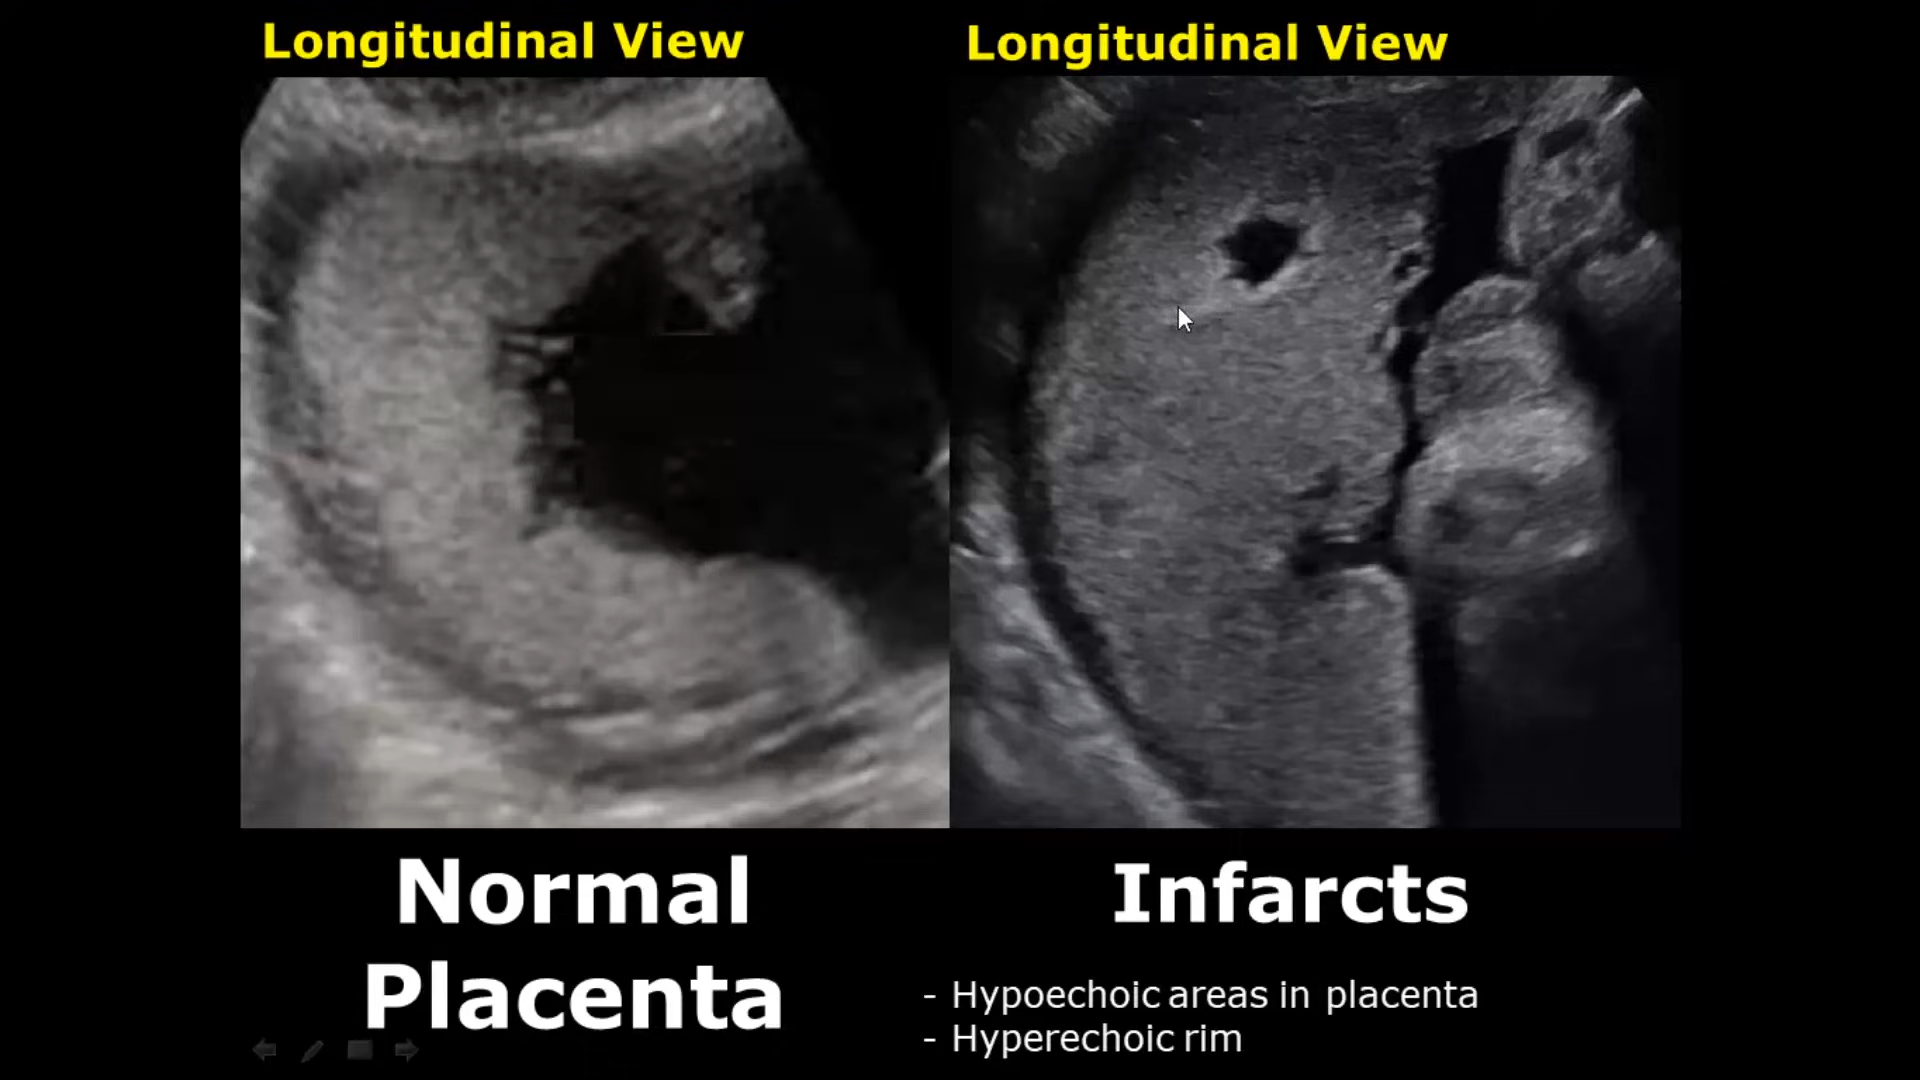 Longitudinal View
Longitudinal View
Normal
Placenta
Infarcts
- Hypoechoic areas in placenta
- Hyperechoic rim